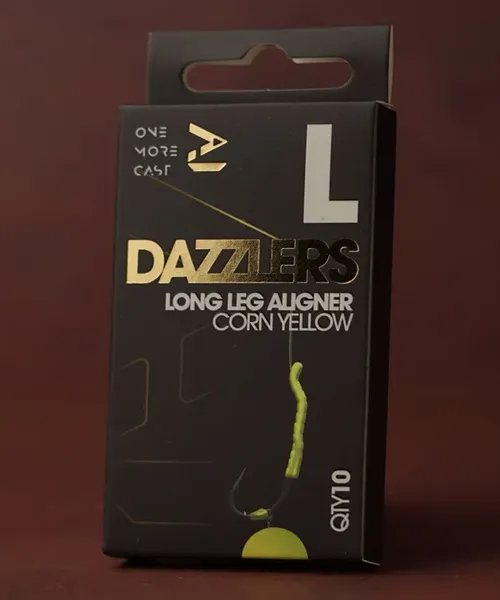 ONE
MORE
CAST
L
DAZZLERS
LONG LEG ALIGNER
CORN YELLOW
QTY10